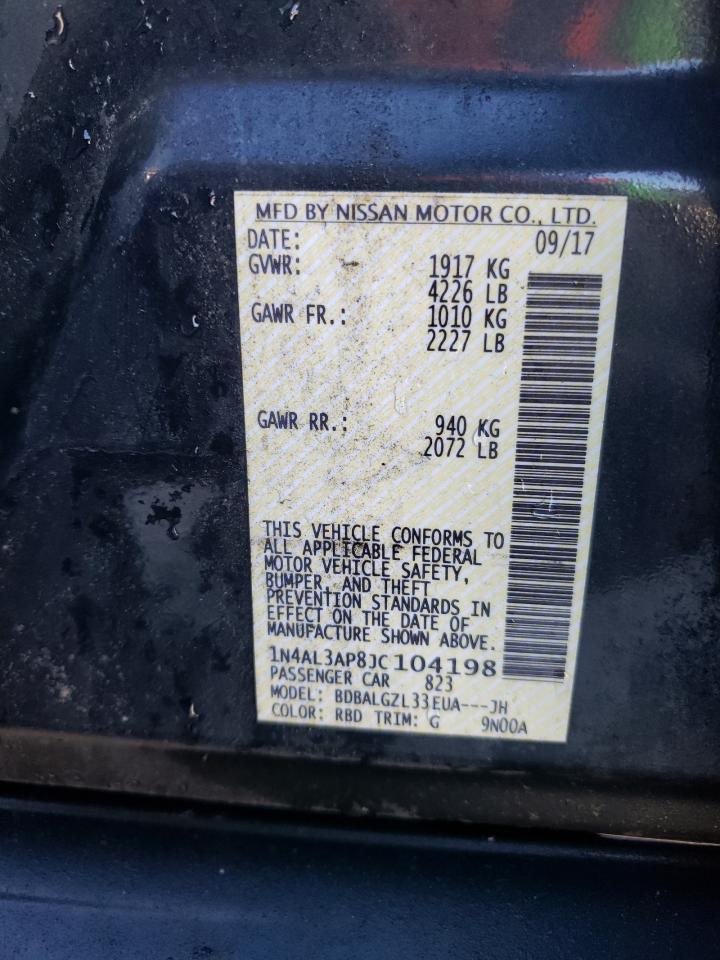 MFD BY NISSAN MOTOR CO., LTD.
DATE: 09/17
GVWR: 1917 KG
4226 LB
GAWR FR.: 1010 KG
2227 LB
GAWR RR.: 940 KG
2072 LB
THIS VEHICLE CONFORMS TO
ALL APPLICABLE FEDERAL
MOTOR VEHICLE SAFETY,
BUMPER, AND THEFT
PREVENTION STANDARDS IN
EFFECT ON THE DATE OF
MANUFACTURE SHOWN ABOVE.
1N4AL3AP8JC104198
PASSENGER CAR 823
MODEL: BDBALGZL33EUA---JH
COLOR: RBD TRIM: G 9N00A